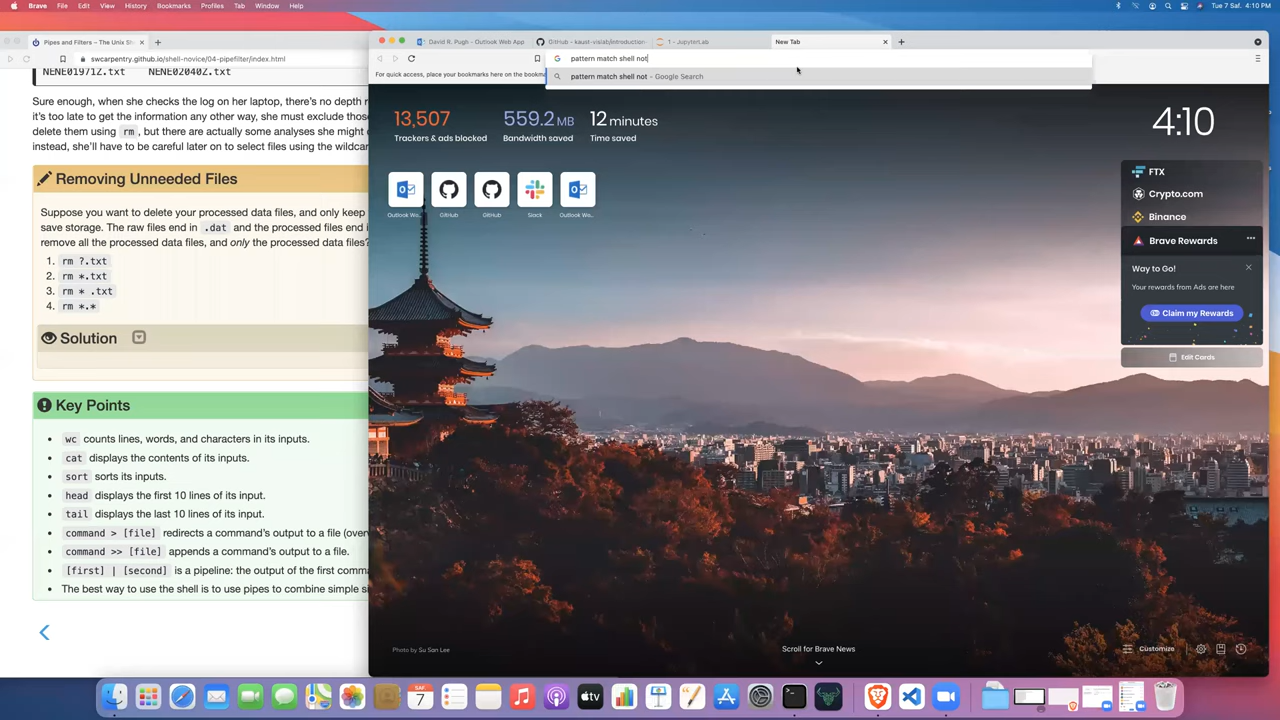 Brave File Edit View History Bookmarks Profiles Tab Window Help
Tue 7 Saf. 4:10 PM
Pipes and Filters – The Unix Sh
swcarpentry.github.io/shell-novice/04-pipefilter/index.html
NENE01971Z.txt NENE02040Z.txt
Sure enough, when she checks the log on her laptop, there's no depth r
it's too late to get the information any other way, she must exclude those
delete them using rm , but there are actually some analyses she might d
instead, she'll have to be careful later on to select files using the wildcar
Removing Unneeded Files
Suppose you want to delete your processed data files, and only keep
save storage. The raw files end in .dat and the processed files end i
remove all the processed data files, and only the processed data files?
1. rm ?.txt
2. rm *.txt
3. rm * .txt
4. rm *.*
Solution
Key Points
wc counts lines, words, and characters in its inputs.
cat displays the contents of its inputs.
sort sorts its inputs.
head displays the first 10 lines of its input.
tail displays the last 10 lines of its input.
command > [file] redirects a command's output to a file (over
command >> [file] appends a command's output to a file.
[first] | [second] is a pipeline: the output of the first comma
The best way to use the shell is to use pipes to combine simple si
David R. Pugh - Outlook Web App
GitHub - kaust-vislab/introduction-
1 - JupyterLab
New Tab
pattern match shell not
For quick access, place your bookmarks here on the bookma
pattern match shell not - Google Search
13,507
Trackers & ads blocked
559.2 MB
Bandwidth saved
12 minutes
Time saved
4:10
Outlook We..
GitHub
GitHub
Slack
Outlook We..
FTX
Crypto.com
Binance
Brave Rewards
Way to Go!
Your rewards from Ads are here
Claim my Rewards
Edit Cards
Photo by Su San Lee
Scroll for Brave News
Customize
SAF.
7
tv